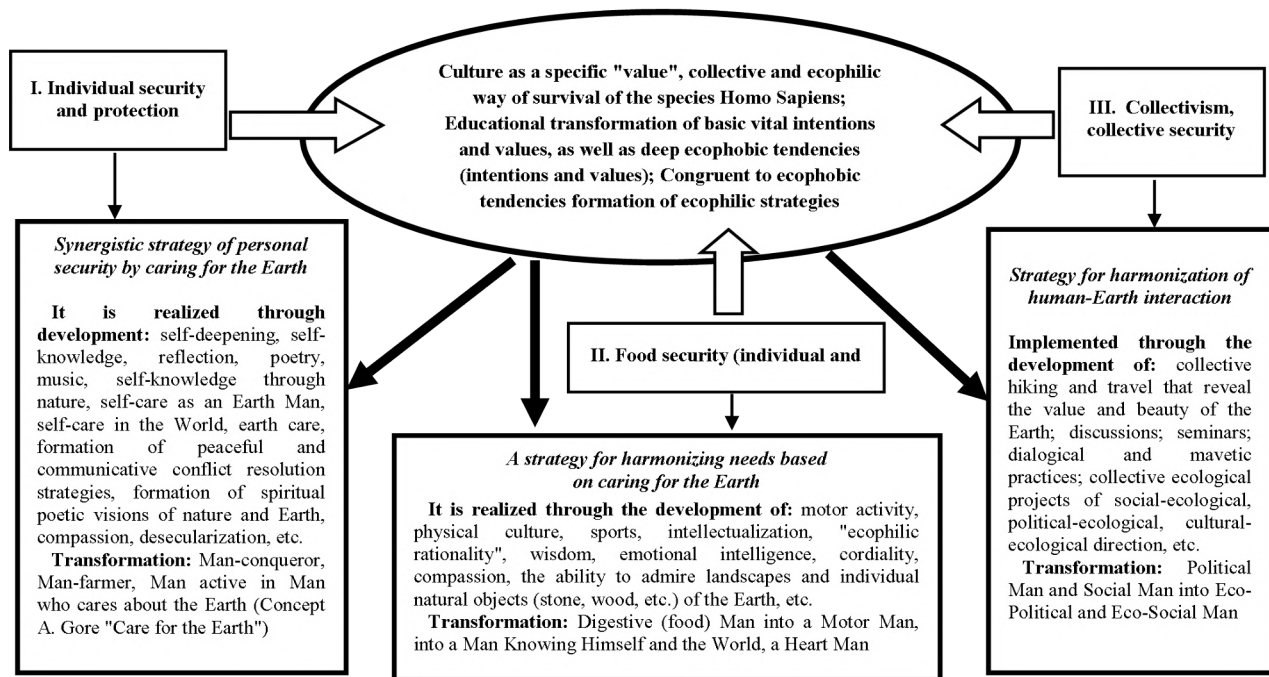 I. Individual security
and protection
Culture as a specific "value", collective and ecophilic
way of survival of the species Homo Sapiens;
Educational transformation of basic vital intentions
and values, as well as deep ecophobic tendencies
(intentions and values); Congruent to ecophobic
tendencies formation of ecophilic strategies
III. Collectivism,
collective security
Synergistic strategy of personal
security by caring for the Earth
It is realized through
development: self-deepening, self-
knowledge, reflection, poetry,
music, self-knowledge through
nature, self-care as an Earth Man,
self-care in the World, earth care,
formation of peaceful and
communicative conflict resolution
strategies, formation of spiritual
poetic visions of nature and Earth,
compassion, desecularization, etc.
Transformation: Man-conqueror,
Man-farmer, Man active in Man
who cares about the Earth (Concept
A. Gore "Care for the Earth")
II. Food security (individual and
A strategy for harmonizing needs based
on caring for the Earth
It is realized through the development of: motor activity,
physical culture, sports, intellectualization, "ecophilic
rationality", wisdom, emotional intelligence, cordiality,
compassion, the ability to admire landscapes and individual
natural objects (stone, wood, etc.) of the Earth, etc.
Transformation: Digestive (food) Man into a Motor Man,
into a Man Knowing Himself and the World, a Heart Man
Strategy for harmonization of
human-Earth interaction
Implemented through the
development of: collective
hiking and travel that reveal
the value and beauty of the
Earth; discussions; seminars;
dialogical and mavetic
practices; collective ecological
projects of social-ecological,
political-ecological, cultural-
ecological direction, etc.
Transformation: Political
Man and Social Man into Eco-
Political and Eco-Social Man